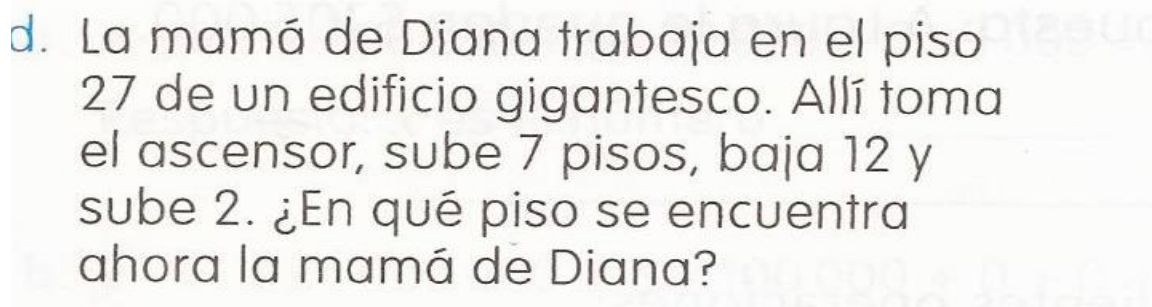 d. La mamá de Diana trabaja en el piso
27 de un edificio gigantesco. Allí toma
el ascensor, sube 7 pisos, baja 12 y
sube 2. ¿En qué piso se encuentra
ahora la mamá de Diana?